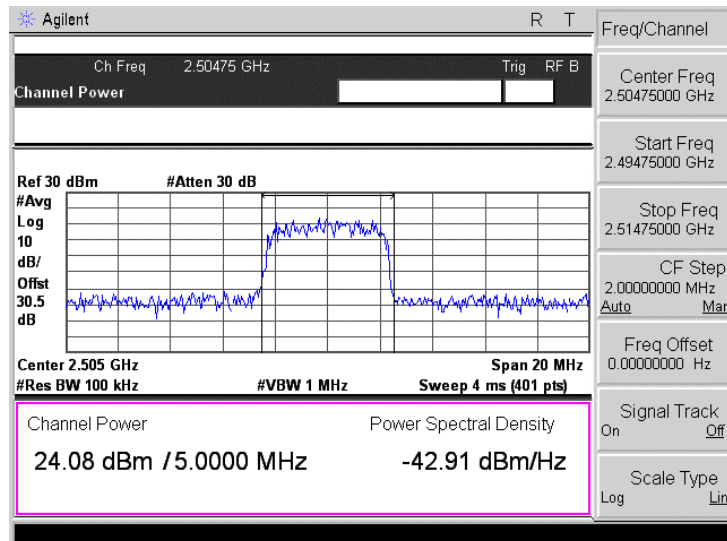 Agilent R T
Ch Freq 2.50475 GHz Trig RF B
Channel Power
Ref 30 dBm #Atten 30 dB
#Avg
Log
10
dB/
Offst
30.5
dB
Center 2.505 GHz Span 20 MHz
#Res BW 100 kHz #VBW 1 MHz Sweep 4 ms (401 pts)
Channel Power Power Spectral Density
24.08 dBm / 5.0000 MHz -42.91 dBm/Hz
Freq/Channel
Center Freq
2.50475000 GHz
Start Freq
2.49475000 GHz
Stop Freq
2.51475000 GHz
CF Step
2.00000000 MHz
Auto Man
Freq Offset
0.00000000 Hz
Signal Track
On Off
Scale Type
Log Lin